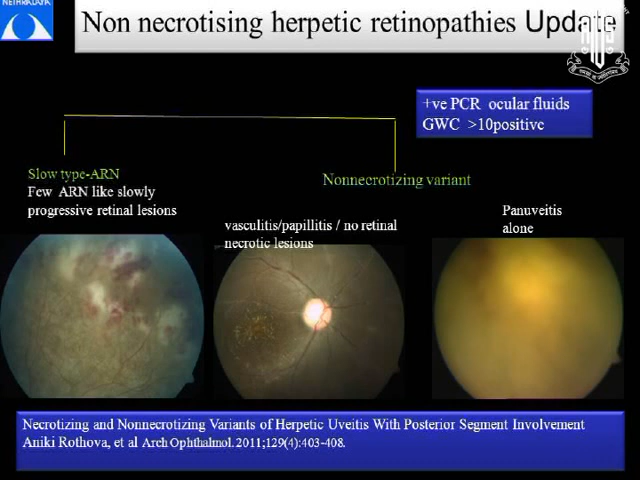 NETHRALAYA
Non necrotising herpetic retinopathies Update
+ve PCR ocular fluids
GWC >10positive
Slow type-ARN
Few ARN like slowly
progressive retinal lesions
Nonnecrotizing variant
vasculitis/papillitis / no retinal
necrotic lesions
Panuveitis
alone
Necrotizing and Nonnecrotizing Variants of Herpetic Uveitis With Posterior Segment Involvement
Aniki Rothova, et al Arch Ophthalmol. 2011;129(4):403-408.